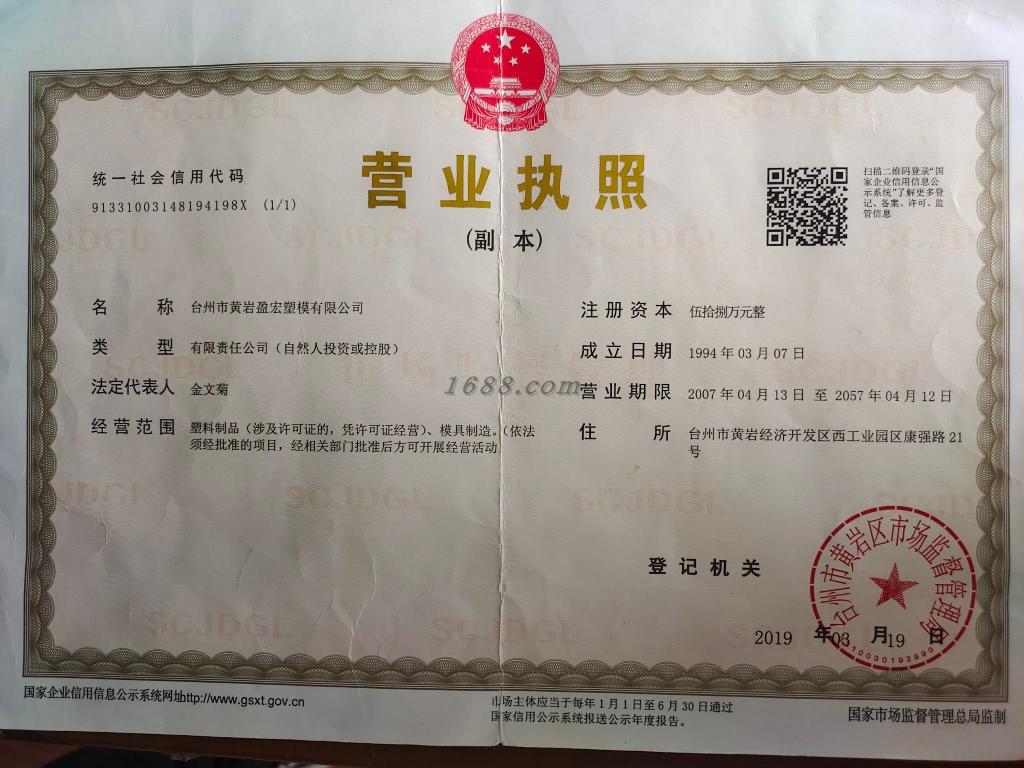 营业执照
(副 本)
统一社会信用代码
91331003148194198X (1/1)
扫描二维码登录“国
家企业信用信息公
示系统”了解更多登
记、备案、许可、监
管信息
名 称 台州市黄岩盈宏塑模有限公司
类 型 有限责任公司（自然人投资或控股）
法定代表人 金文菊
经营范围 塑料制品（涉及许可证的，凭许可证经营）、模具制造。（依法
须经批准的项目，经相关部门批准后方可开展经营活动
注册资本 伍拾捌万元整
成立日期 1994年03月07日
营业期限 2007年04月13日 至 2057年04月12日
住 所 台州市黄岩经济开发区西工业园区康强路21
号
1688.com
登记机关
台州市黄岩区市场监督管理局
2019 年03 月19 日
国家企业信用信息公示系统网址http://www.gsxt.gov.cn
市场主体应当于每年1月1日至6月30日通过
国家信用公示系统报送公示年度报告。
国家市场监督管理总局监制
SCJDGL